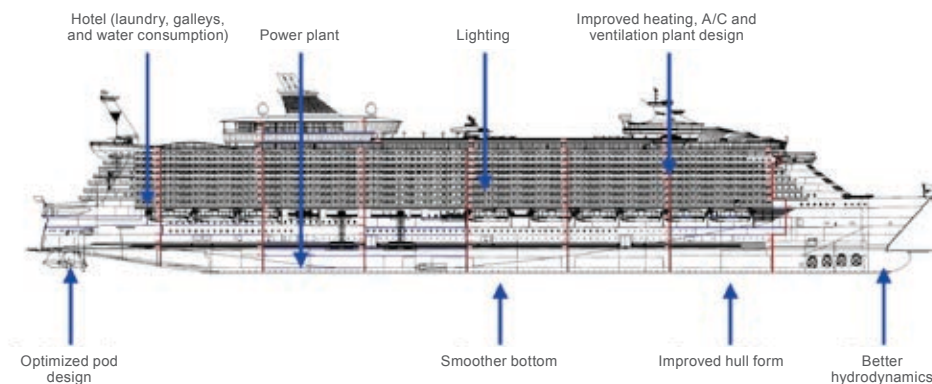 Hotel (laundry, galleys,
and water consumption)
Power plant
Lighting
Improved heating, A/C and
ventilation plant design
Optimized pod
design
Smoother bottom
Improved hull form
Better
hydrodynamics